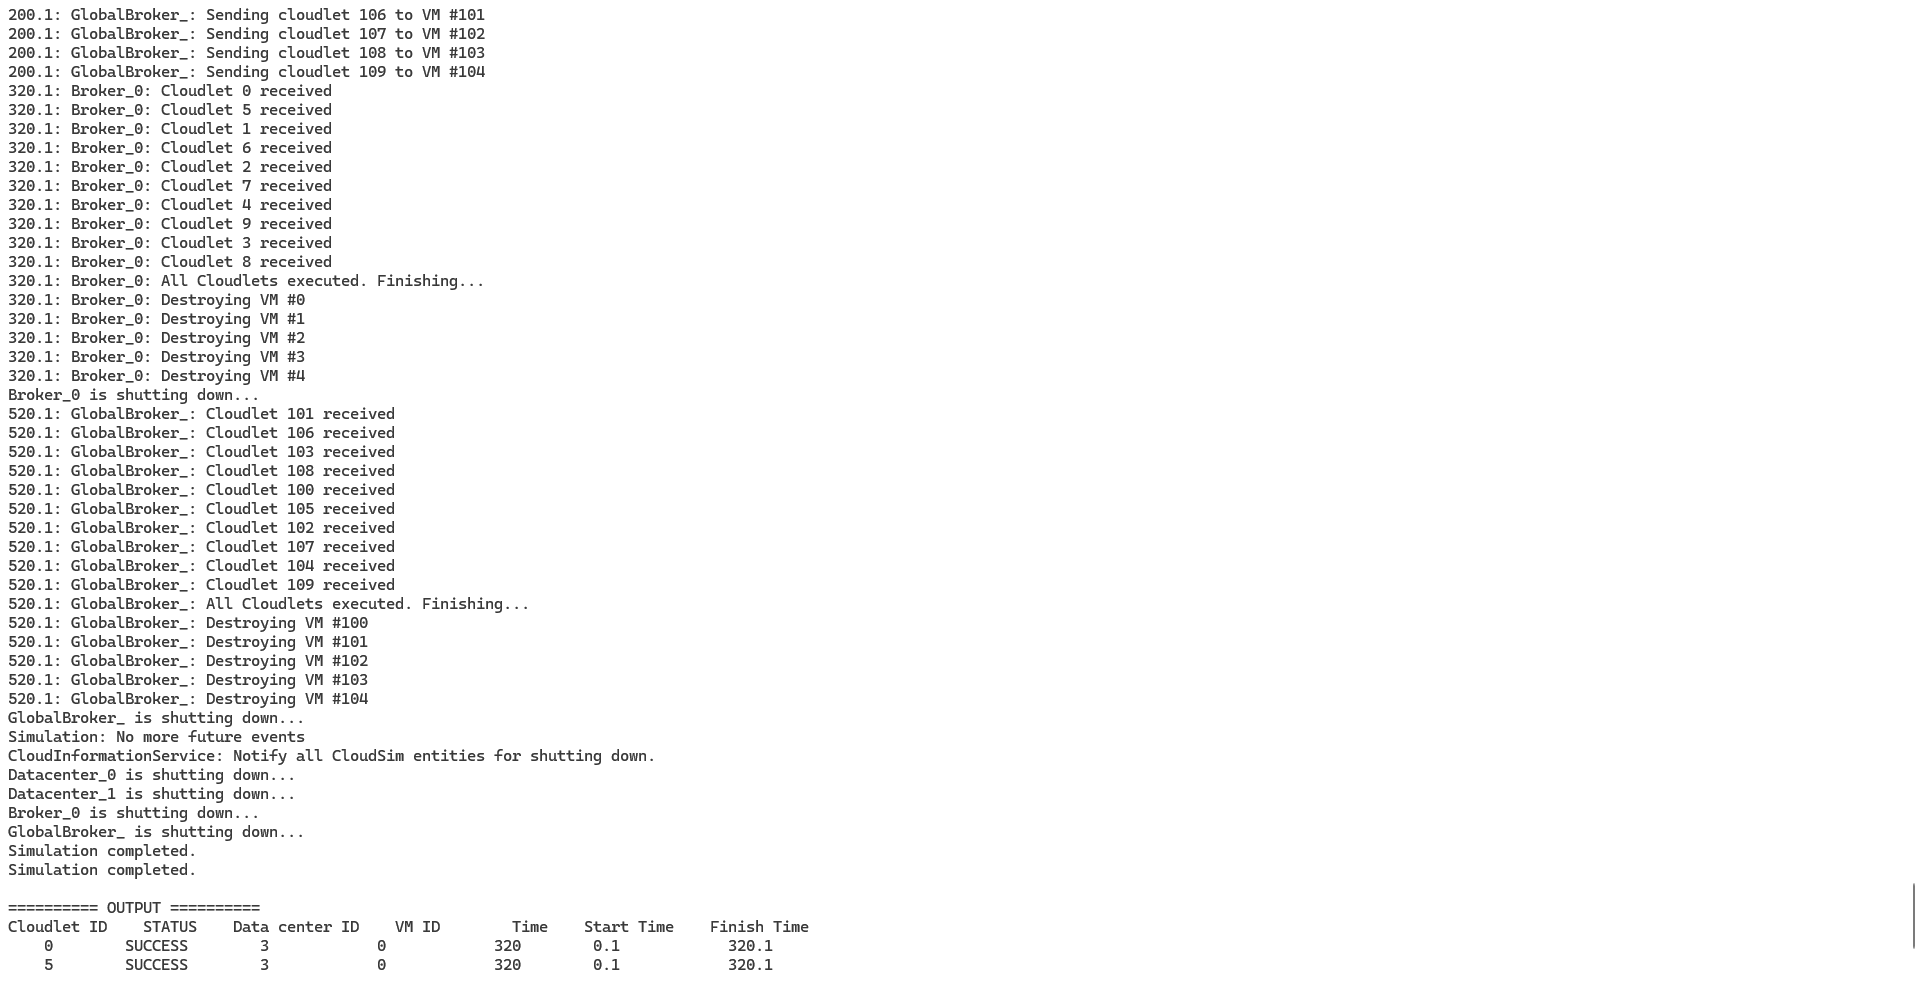 200.1: GlobalBroker_: Sending cloudlet 106 to VM #101
200.1: GlobalBroker_: Sending cloudlet 107 to VM #102
200.1: GlobalBroker_: Sending cloudlet 108 to VM #103
200.1: GlobalBroker_: Sending cloudlet 109 to VM #104
320.1: Broker_0: Cloudlet 0 received
320.1: Broker_0: Cloudlet 5 received
320.1: Broker_0: Cloudlet 1 received
320.1: Broker_0: Cloudlet 6 received
320.1: Broker_0: Cloudlet 2 received
320.1: Broker_0: Cloudlet 7 received
320.1: Broker_0: Cloudlet 4 received
320.1: Broker_0: Cloudlet 9 received
320.1: Broker_0: Cloudlet 3 received
320.1: Broker_0: Cloudlet 8 received
320.1: Broker_0: All Cloudlets executed. Finishing...
320.1: Broker_0: Destroying VM #0
320.1: Broker_0: Destroying VM #1
320.1: Broker_0: Destroying VM #2
320.1: Broker_0: Destroying VM #3
320.1: Broker_0: Destroying VM #4
Broker_0 is shutting down...
520.1: GlobalBroker_: Cloudlet 101 received
520.1: GlobalBroker_: Cloudlet 106 received
520.1: GlobalBroker_: Cloudlet 103 received
520.1: GlobalBroker_: Cloudlet 108 received
520.1: GlobalBroker_: Cloudlet 100 received
520.1: GlobalBroker_: Cloudlet 105 received
520.1: GlobalBroker_: Cloudlet 102 received
520.1: GlobalBroker_: Cloudlet 107 received
520.1: GlobalBroker_: Cloudlet 104 received
520.1: GlobalBroker_: Cloudlet 109 received
520.1: GlobalBroker_: All Cloudlets executed. Finishing...
520.1: GlobalBroker_: Destroying VM #100
520.1: GlobalBroker_: Destroying VM #101
520.1: GlobalBroker_: Destroying VM #102
520.1: GlobalBroker_: Destroying VM #103
520.1: GlobalBroker_: Destroying VM #104
GlobalBroker_ is shutting down...
Simulation: No more future events
CloudInformationService: Notify all CloudSim entities for shutting down.
Datacenter_0 is shutting down...
Datacenter_1 is shutting down...
Broker_0 is shutting down...
GlobalBroker_ is shutting down...
Simulation completed.
Simulation completed.

========== OUTPUT ==========
Cloudlet ID    STATUS    Data center ID    VM ID        Time    Start Time    Finish Time
    0        SUCCESS        3            0            320        0.1            320.1
    5        SUCCESS        3            0            320        0.1            320.1